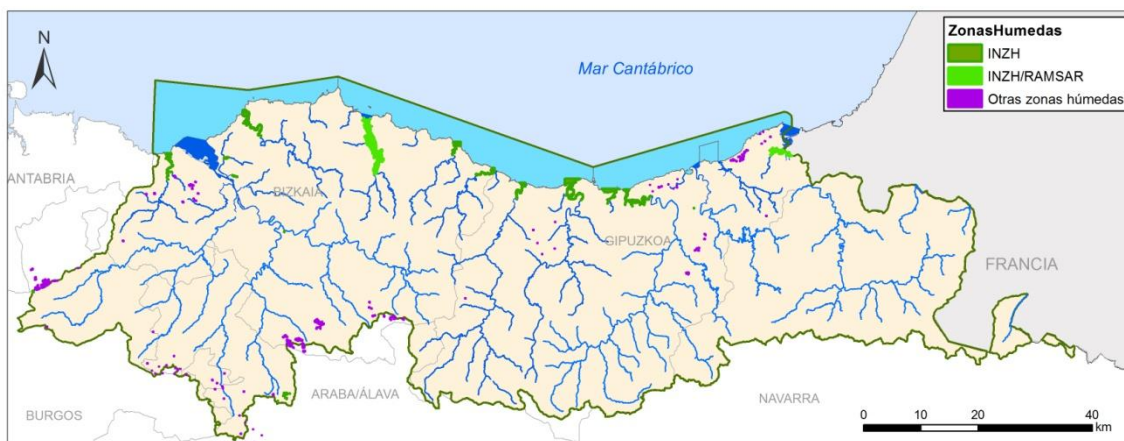 N
Mar Cantábrico
ZonasHumedas
INZH
INZH/RAMSAR
Otras zonas húmedas
ANTABRIA
BIZKAIA
GIPUZKOA
FRANCIA
BURGOS
ARABA/ÁLAVA
NAVARRA
0 10 20 40
km